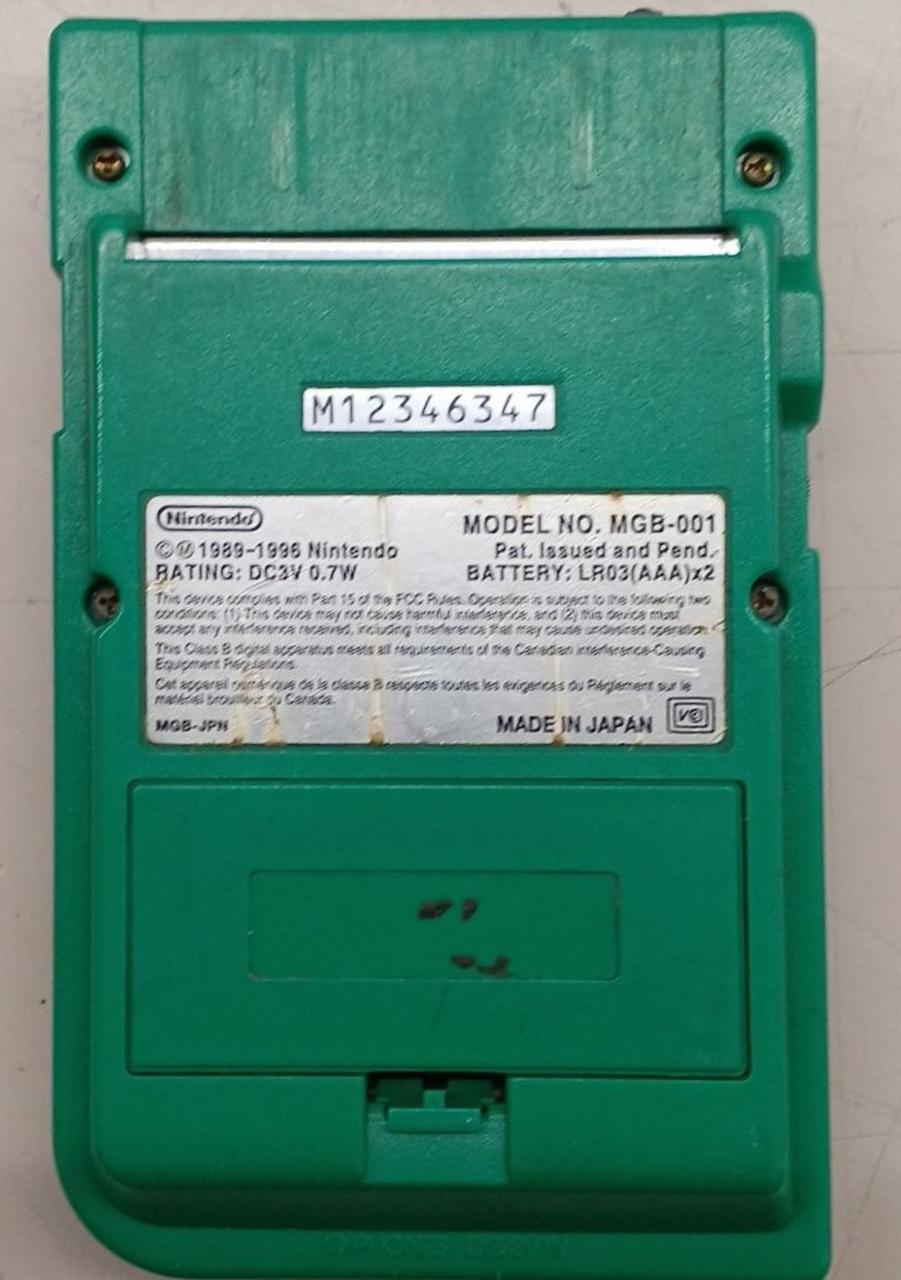 M12346347
Nintendo
MODEL NO. MGB-001
©Ⓜ1989-1996 Nintendo
Pat. Issued and Pend.
RATING: DC3V 0.7W
BATTERY: LR03(AAA)x2
This device complies with Part 15 of the FCC Rules. Operation is subject to the following two
conditions: (1) This device may not cause harmful interference, and (2) this device must
accept any interference received, including interference that may cause undesired operation.
This Class B digital apparatus meets all requirements of the Canadian Interference-Causing
Equipment Regulations.
Cet appareil numérique de la classe B respecte toutes les exigences du Règlement sur le
matériel brouilleur du Canada.
MGB-JPN
MADE IN JAPAN
VCI
DC3V IN